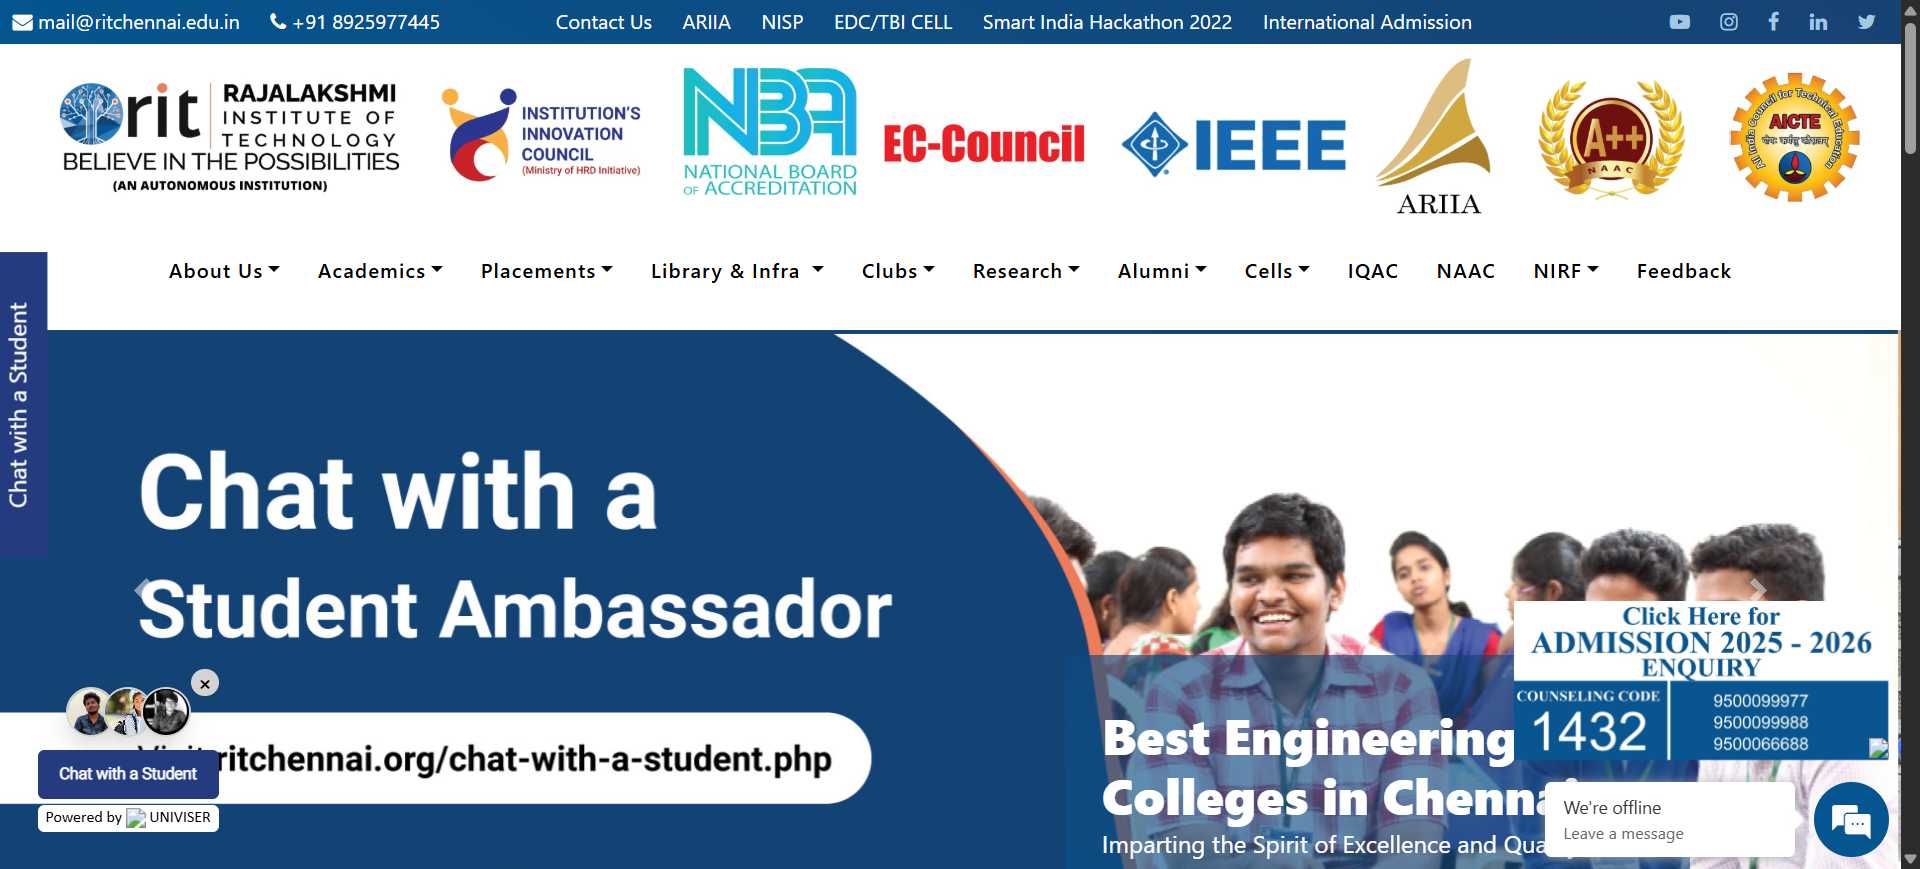 mail@ritchennai.edu.in +91 8925977445 Contact Us ARIIA NISP EDC/TBI CELL Smart India Hackathon 2022 International Admission
rit
RAJALAKSHMI
INSTITUTE OF
TECHNOLOGY
BELIEVE IN THE POSSIBILITIES
(AN AUTONOMOUS INSTITUTION)
INSTITUTION'S
INNOVATION
COUNCIL
(Ministry of HRD Initiative)
NBA
NATIONAL BOARD
OF ACCREDITATION
EC-Council
IEEE
ARIIA
A++
NAAC
All India Council for Technical Education
AICTE
About Us Academics Placements Library & Infra Clubs Research Alumni Cells IQAC NAAC NIRF Feedback
Chat with a Student
Chat with a
Student Ambassador
ritchennai.org/chat-with-a-student.php
×
Chat with a Student
Powered by UNIVISER
Click Here for
ADMISSION 2025 - 2026
ENQUIRY
COUNSELING CODE
1432
9500099977
9500099988
9500066688
Best Engineering
Colleges in Chennai
Imparting the Spirit of Excellence and
We're offline
Leave a message